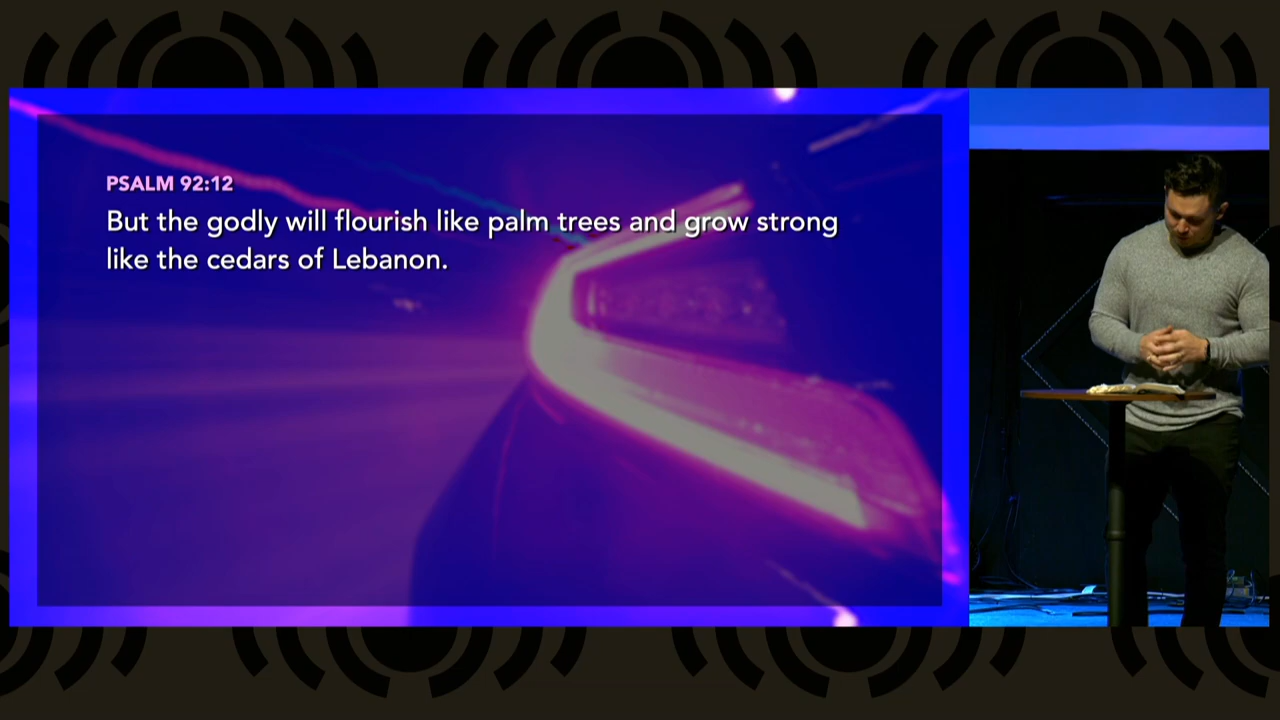 PSALM 92:12
But the godly will flourish like palm trees and grow strong
like the cedars of Lebanon.